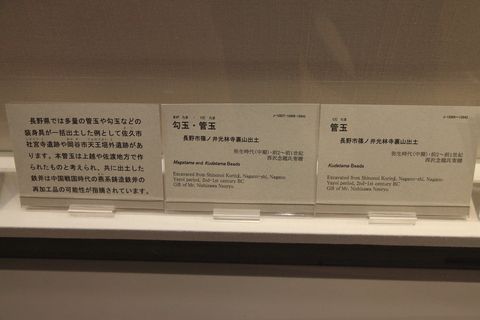 長野県では多量の管玉や勾玉などの
装身具が一括出土した例として佐久市
社宮寺遺跡や岡谷市天王垣外遺跡があ
ります。本管玉は上越や佐渡地方で作
られたものと考えられ、共に出土した
鉄斧は中国戦国時代の燕系鋳造鉄斧の
再加工品の可能性が指摘されています。
勾玉・管玉
長野市篠ノ井光林寺裏山出土
弥生時代(中期)・前2～前1世紀
Magatama and Kudatama Beads
Excavated from Shinonoi Korinji, Nagano-shi, Nagano
Yayoi period, 2nd-1st century BC
Gift of Mr. Nishizawa
管玉
長野市篠ノ井光林寺裏山出土
弥生時代(中期)・前2～前1世紀
Kudatama Beads
Excavated from Shinonoi Korinji, Nagano-shi, Nagano
Yayoi period, 2nd-1st century BC
Gift of Mr. Nishizawa